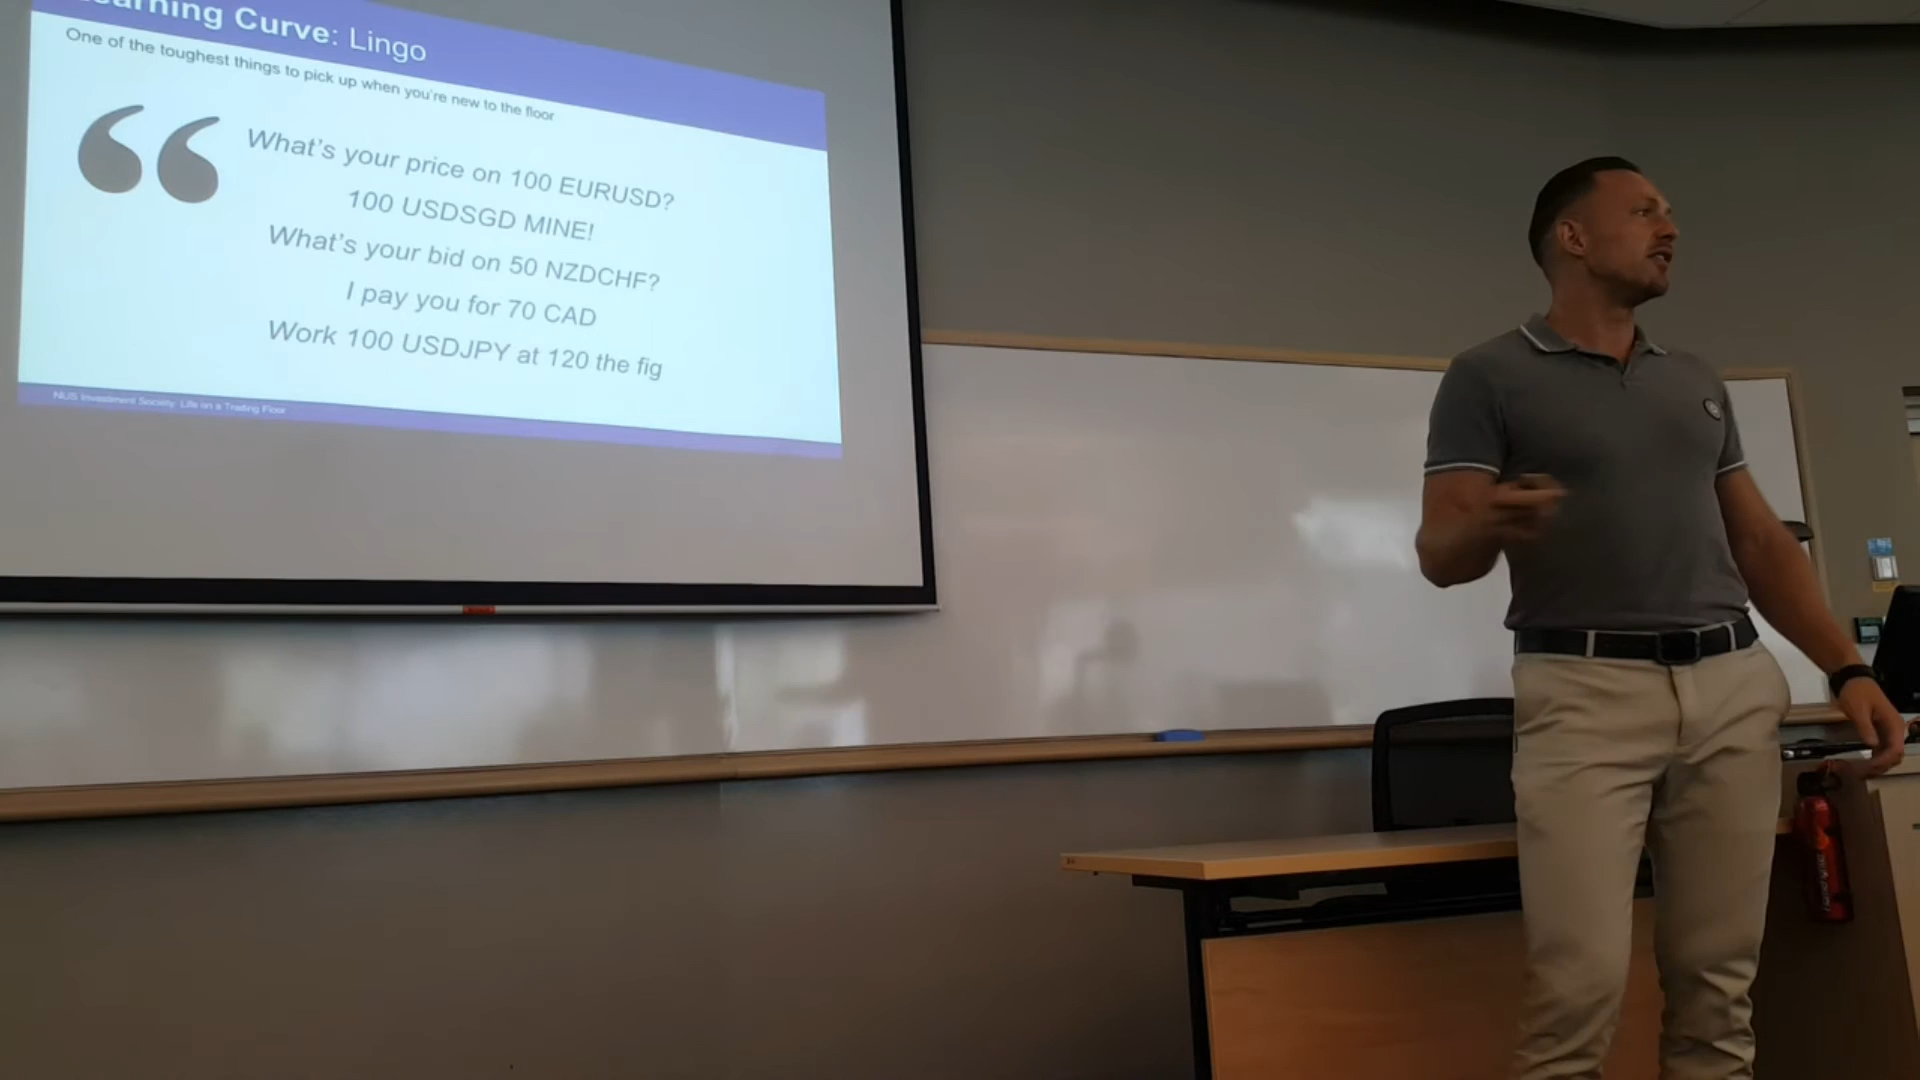 Learning Curve: Lingo
One of the toughest things to pick up when you're new to the floor
What's your price on 100 EURUSD?
100 USDSGD MINE!
What's your bid on 50 NZDCHF?
I pay you for 70 CAD
Work 100 USDJPY at 120 the fig
NUS Investment Society: Life on a Trading Floor